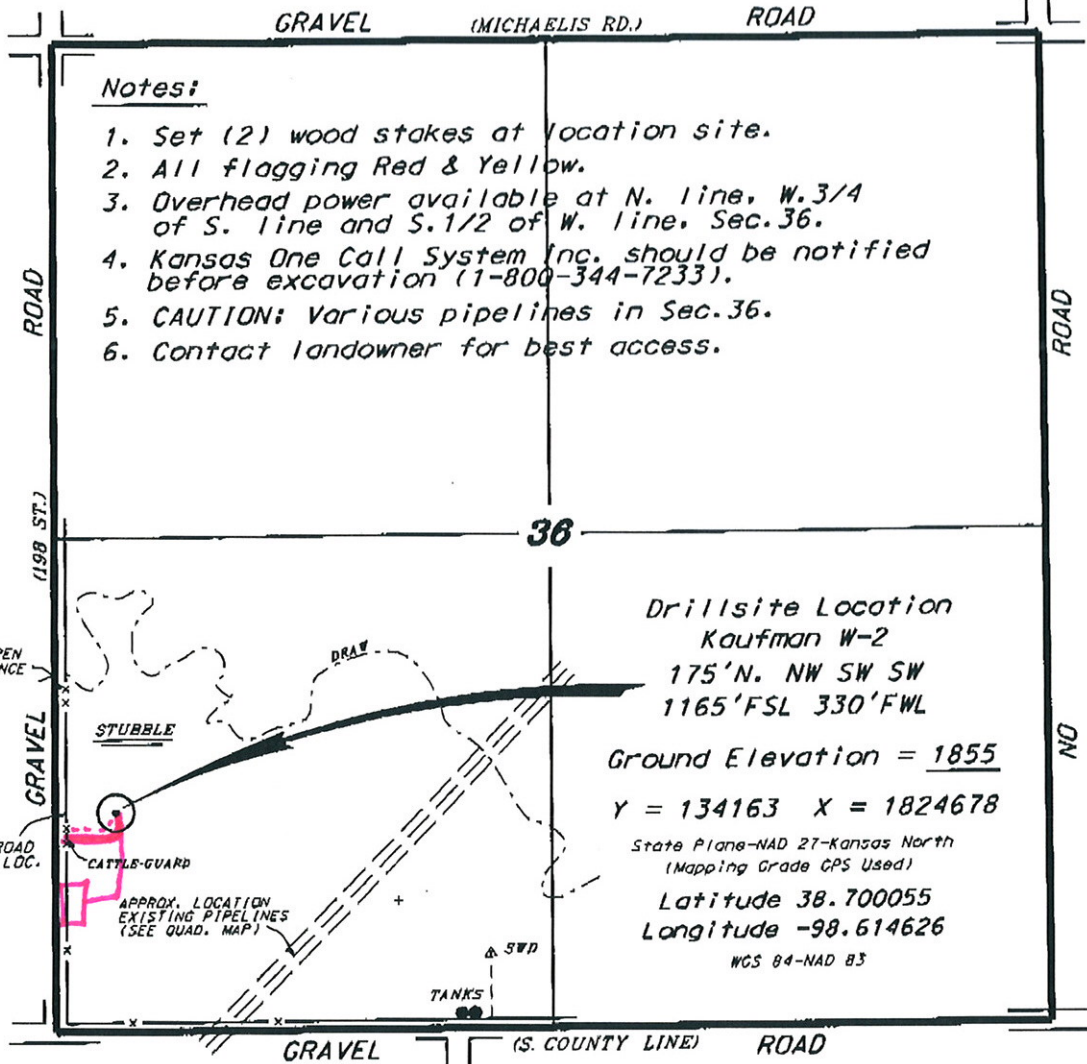 GRAVEL (MICHAELIS RD.) ROAD
Notes:
1. Set (2) wood stakes at location site.
2. All flagging Red & Yellow.
3. Overhead power available at N. line, W.3/4
of S. line and S.1/2 of W. line, Sec.36.
4. Kansas One Call System Inc. should be notified
before excavation (1-800-344-7233).
5. CAUTION: Various pipelines in Sec.36.
6. Contact landowner for best access.
ROAD
ROAD
(198 ST.)
36
Drillsite Location
Kaufman W-2
175'N. NW SW SW
1165'FSL 330'FWL
Ground Elevation = 1855
Y = 134163 X = 1824678
State Plane-NAD 27-Kansas North
(Mapping Grade GPS Used)
Latitude 38.700055
Longitude -98.614626
WGS 84-NAD 83
DRAW
STUBBLE
GRAVEL
NO
ROAD
LOC.
CATTLE-GUARD
APPROX. LOCATION
EXISTING PIPELINES
(SEE QUAD. MAP)
SWD
TANKS
GRAVEL (S. COUNTY LINE) ROAD